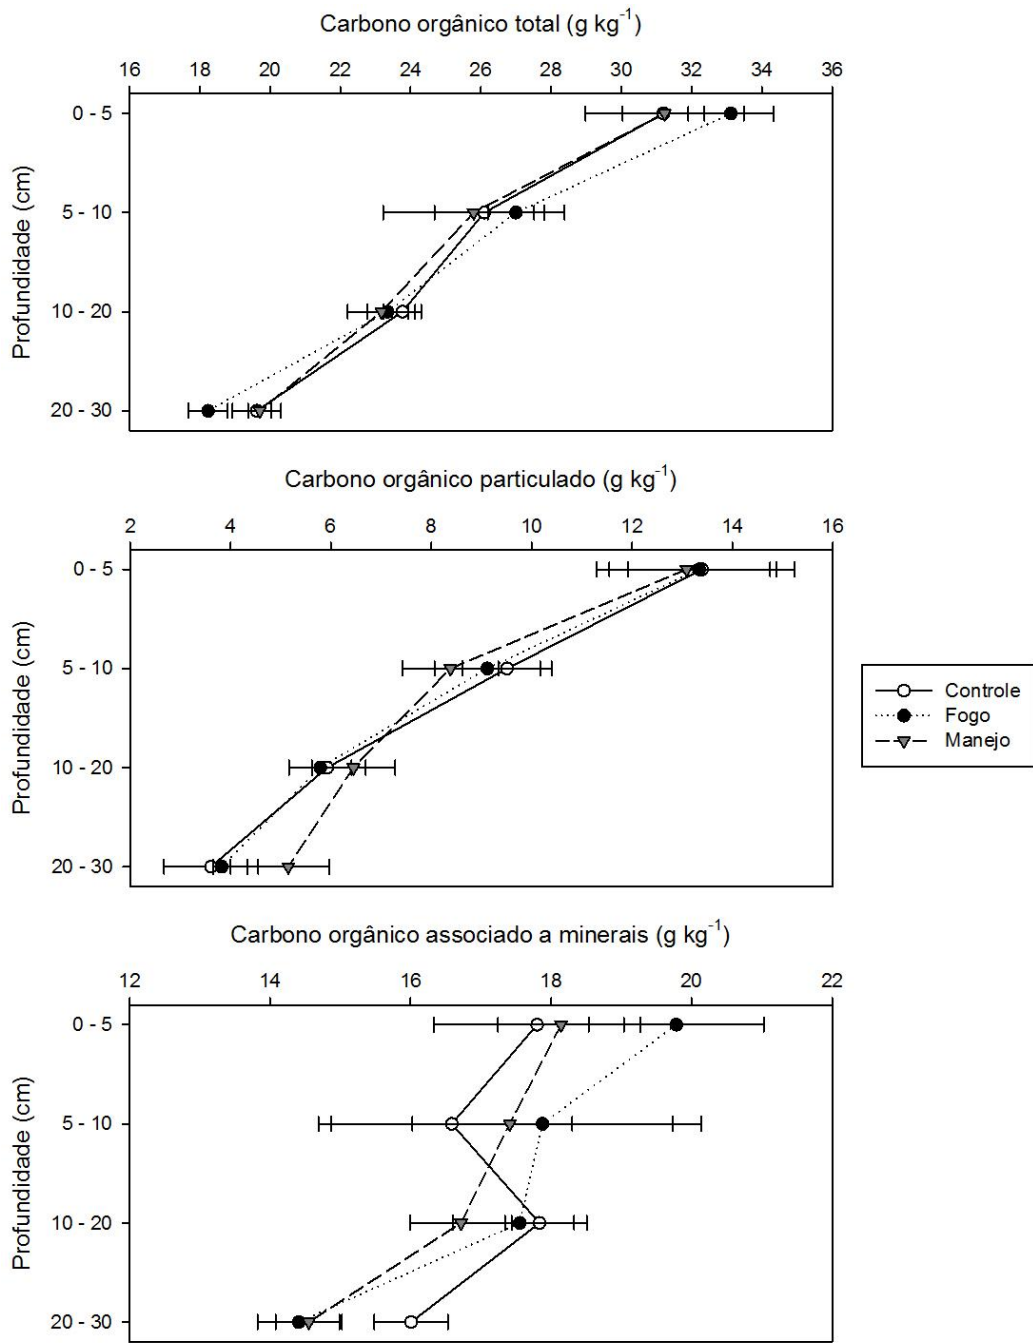 Carbono orgânico total (g kg⁻¹)
16 18 20 22 24 26 28 30 32 34 36
Profundidade (cm)
0 - 5
5 - 10
10 - 20
20 - 30
Carbono orgânico particulado (g kg⁻¹)
2 4 6 8 10 12 14 16
Profundidade (cm)
0 - 5
5 - 10
10 - 20
20 - 30
Controle
Fogo
Manejo
Carbono orgânico associado a minerais (g kg⁻¹)
12 14 16 18 20 22
Profundidade (cm)
0 - 5
5 - 10
10 - 20
20 - 30